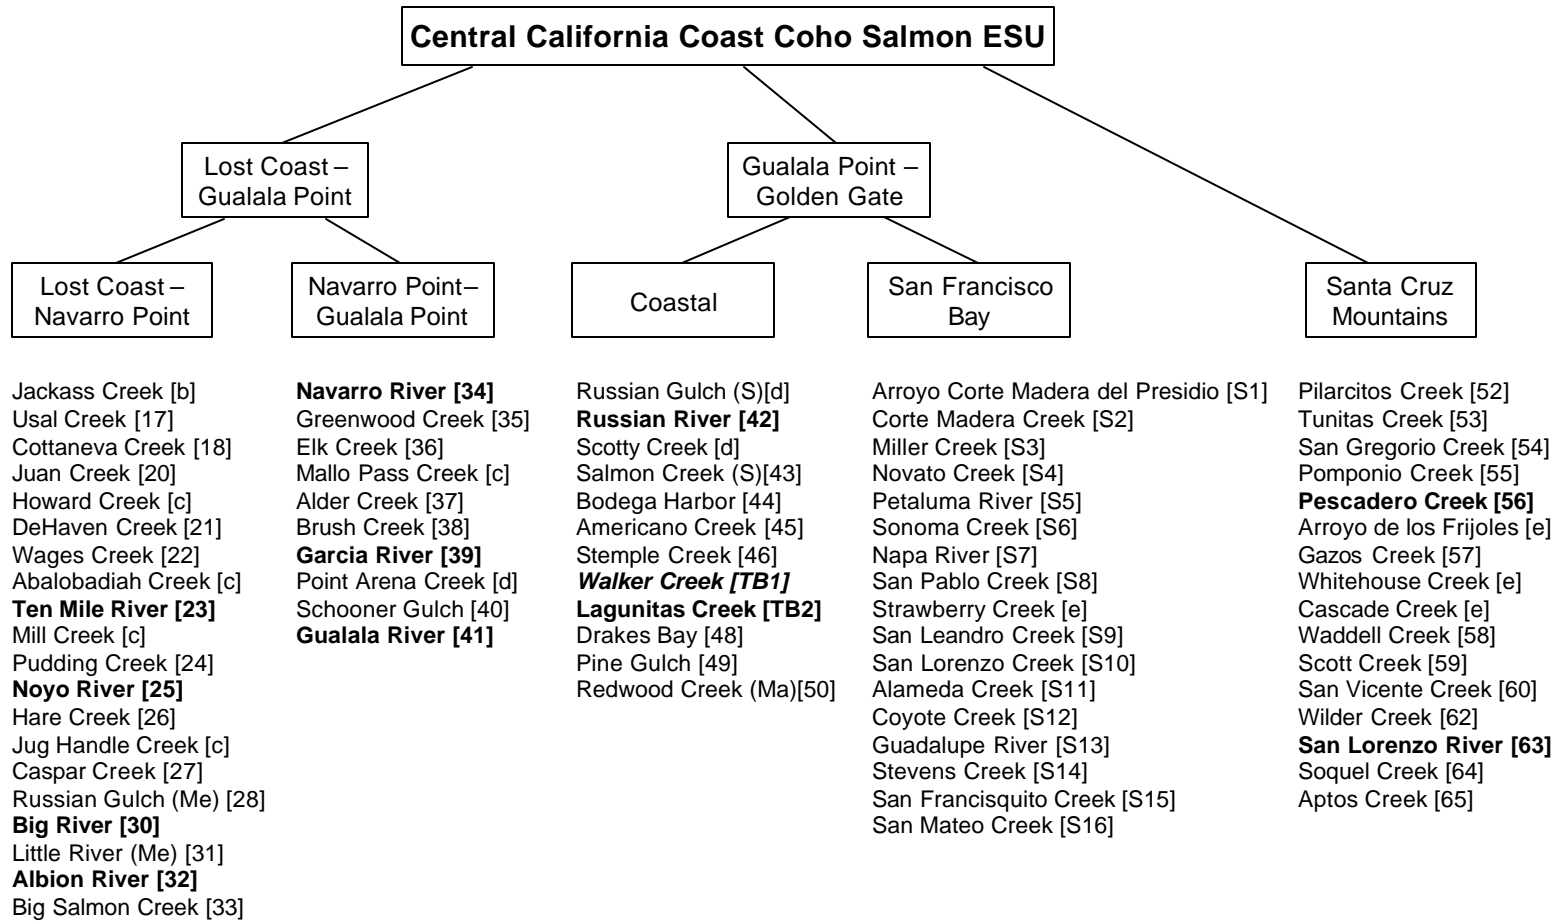 Central California Coast Coho Salmon ESU
Lost Coast –
Gualala Point
Gualala Point –
Golden Gate
Lost Coast –
Navarro Point
Navarro Point–
Gualala Point
Coastal
San Francisco
Bay
Santa Cruz
Mountains
Jackass Creek [b]
Usal Creek [17]
Cottaneva Creek [18]
Juan Creek [20]
Howard Creek [c]
DeHaven Creek [21]
Wages Creek [22]
Abalobadiah Creek [c]
Ten Mile River [23]
Mill Creek [c]
Pudding Creek [24]
Noyo River [25]
Hare Creek [26]
Jug Handle Creek [c]
Caspar Creek [27]
Russian Gulch (Me) [28]
Big River [30]
Little River (Me) [31]
Albion River [32]
Big Salmon Creek [33]
Navarro River [34]
Greenwood Creek [35]
Elk Creek [36]
Mallo Pass Creek [c]
Alder Creek [37]
Brush Creek [38]
Garcia River [39]
Point Arena Creek [d]
Schooner Gulch [40]
Gualala River [41]
Russian Gulch (S)[d]
Russian River [42]
Scotty Creek [d]
Salmon Creek (S)[43]
Bodega Harbor [44]
Americano Creek [45]
Stemple Creek [46]
Walker Creek [TB1]
Lagunitas Creek [TB2]
Drakes Bay [48]
Pine Gulch [49]
Redwood Creek (Ma)[50]
Arroyo Corte Madera del Presidio [S1]
Corte Madera Creek [S2]
Miller Creek [S3]
Novato Creek [S4]
Petaluma River [S5]
Sonoma Creek [S6]
Napa River [S7]
San Pablo Creek [S8]
Strawberry Creek [e]
San Leandro Creek [S9]
San Lorenzo Creek [S10]
Alameda Creek [S11]
Coyote Creek [S12]
Guadalupe River [S13]
Stevens Creek [S14]
San Francisquito Creek [S15]
San Mateo Creek [S16]
Pilarcitos Creek [52]
Tunitas Creek [53]
San Gregorio Creek [54]
Pomponio Creek [55]
Pescadero Creek [56]
Arroyo de los Frijoles [e]
Gazos Creek [57]
Whitehouse Creek [e]
Cascade Creek [e]
Waddell Creek [58]
Scott Creek [59]
San Vicente Creek [60]
Wilder Creek [62]
San Lorenzo River [63]
Soquel Creek [64]
Aptos Creek [65]